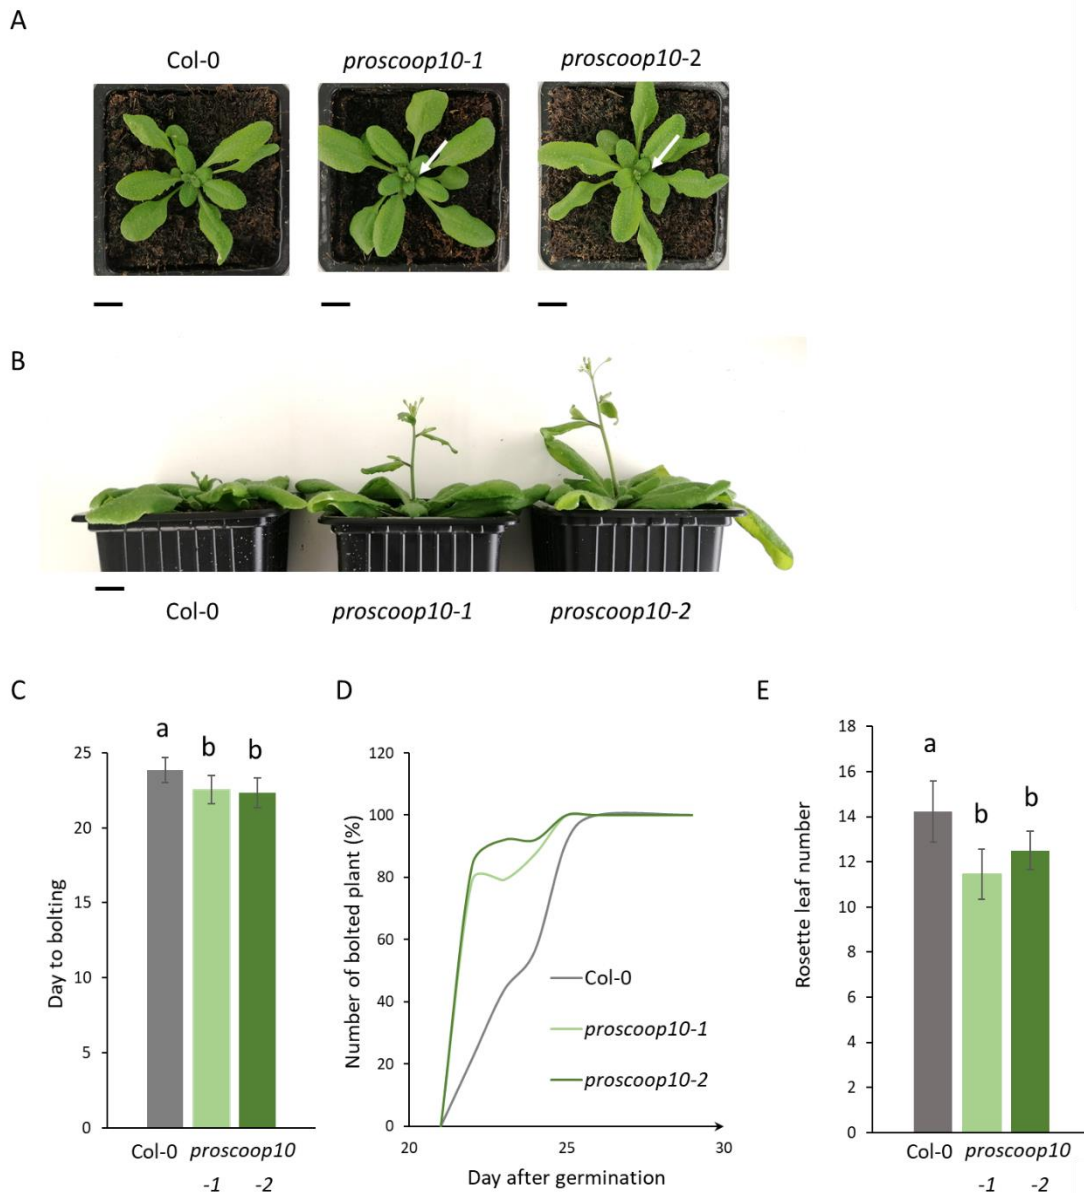 A
Col-0 proscoop10-1 proscoop10-2
B
Col-0 proscoop10-1 proscoop10-2
C
a
b
b
25
20
15
10
5
0
Day to bolting
Col-0 proscoop10
-1 -2
D
120
100
80
60
40
20
0
Number of bolted plant (%)
Col-0
proscoop10-1
proscoop10-2
20 25 30
Day after germination
E
a
b
b
18
16
14
12
10
8
6
4
2
0
Rosette leaf number
Col-0 proscoop10
-1 -2